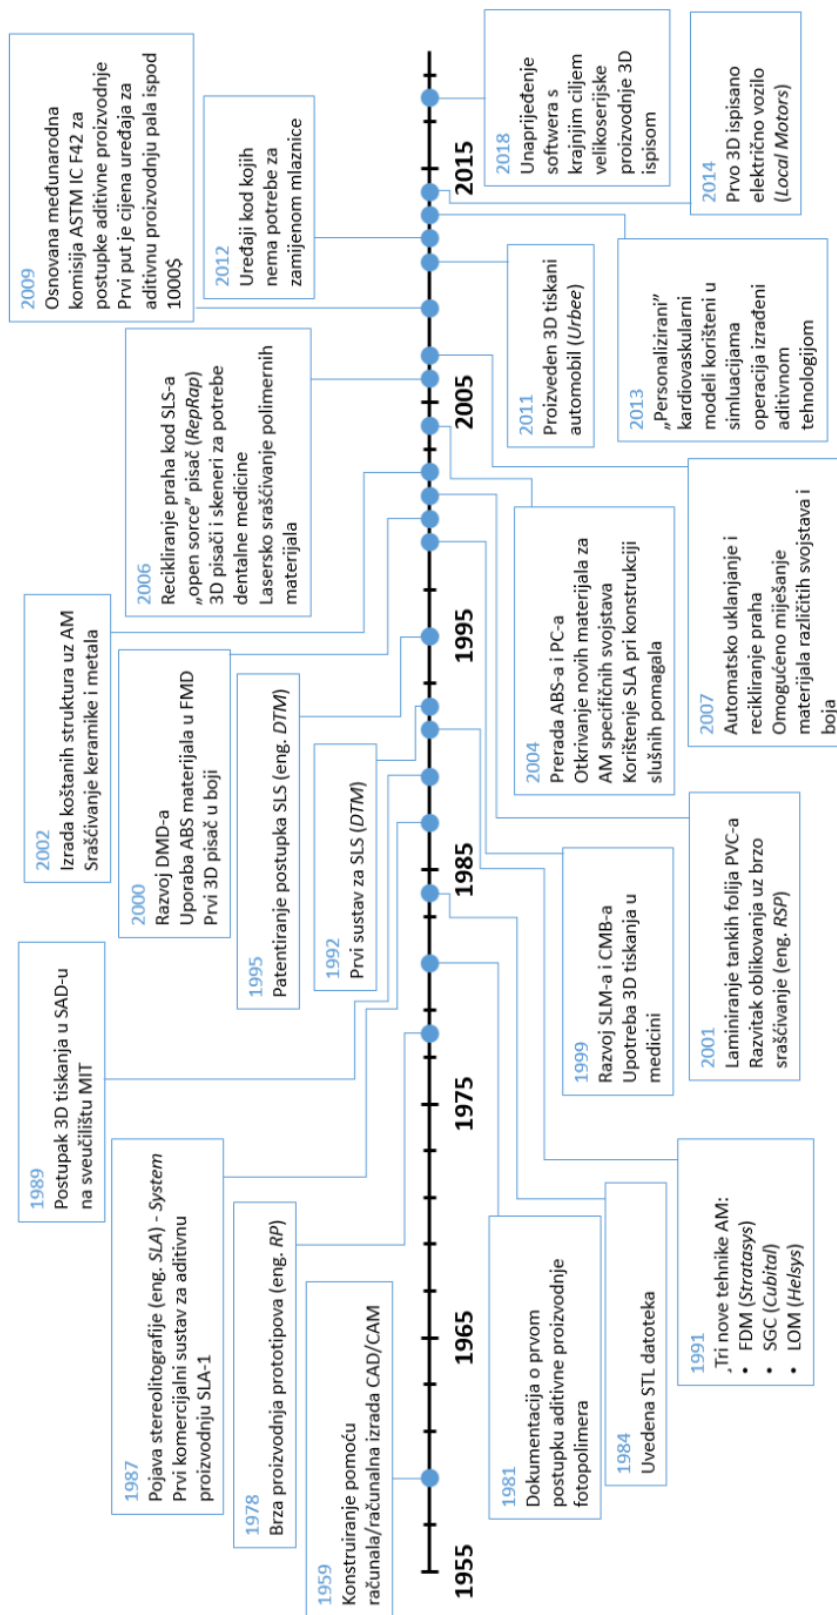 1987
Pojava stereolitografije (eng. SLA) - System
Prvi komercijalni sustav za aditivnu
proizvodnju SLA-1
1989
Postupak 3D tiskanja u SAD-u
na sveučilištu MIT
2002
Izrada koštanih struktura uz AM
Srašćivanje keramike i metala
2009
Osnovana međunarodna
komisija ASTM IC F42 za
postupke aditivne proizvodnje
Prvi put je cijena uređaja za
aditivnu proizvodnju pala ispod
1000$
1978
Brza proizvodnja prototipova (eng. RP)
1959
Konstruiranje pomoću
računala/računalna izrada CAD/CAM
1995
Patentiranje postupka SLS (eng. DTM)
1992
Prvi sustav za SLS (DTM)
2000
Razvoj DMD-a
Uporaba ABS materijala u FMD
Prvi 3D pisač u boji
2006
Recikliranje praha kod SLS-a
„open sorce” pisač (RepRap)
3D pisači i skeneri za potrebe
dentalne medicine
Lasersko srašćivanje polimernih
materijala
2012
Uređaji kod kojih
nema potrebe za
zamijenom mlaznice
1955
1965
1975
1985
1995
2005
2015
1981
Dokumentacija o prvom
postupku aditivne proizvodnje
fotopolimera
1984
Uvedena STL datoteka
1991
Tri nove tehnike AM:
• FDM (Stratasys)
• SGC (Cubital)
• LOM (Helsys)
1999
Razvoj SLM-a i CMB-a
Upotreba 3D tiskanja u
medicini
2001
Laminiranje tankih folija PVC-a
Razvitak oblikovanja uz brzo
srašćivanje (eng. RSP)
2004
Prerada ABS-a i PC-a
Otkrivanje novih materijala za
AM specifičnih svojstava
Korištenje SLA pri konstrukciji
slušnih pomagala
2007
Automatsko uklanjanje i
recikliranje praha
Omogućeno miješanje
materijala različitih svojstava i
boja
2011
Proizveden 3D tiskani
automobil (Urbee)
2013
„Personalizirani”
kardiovaskularni
modeli korišteni u
simluacijama
operacija izrađeni
aditivnom
tehnologijom
2018
Unaprijeđenje
softwera s
krajnjim ciljem
velikoserijske
proizvodnje 3D
ispisom
2014
Prvo 3D ispisano
električno vozilo
(Local Motors)